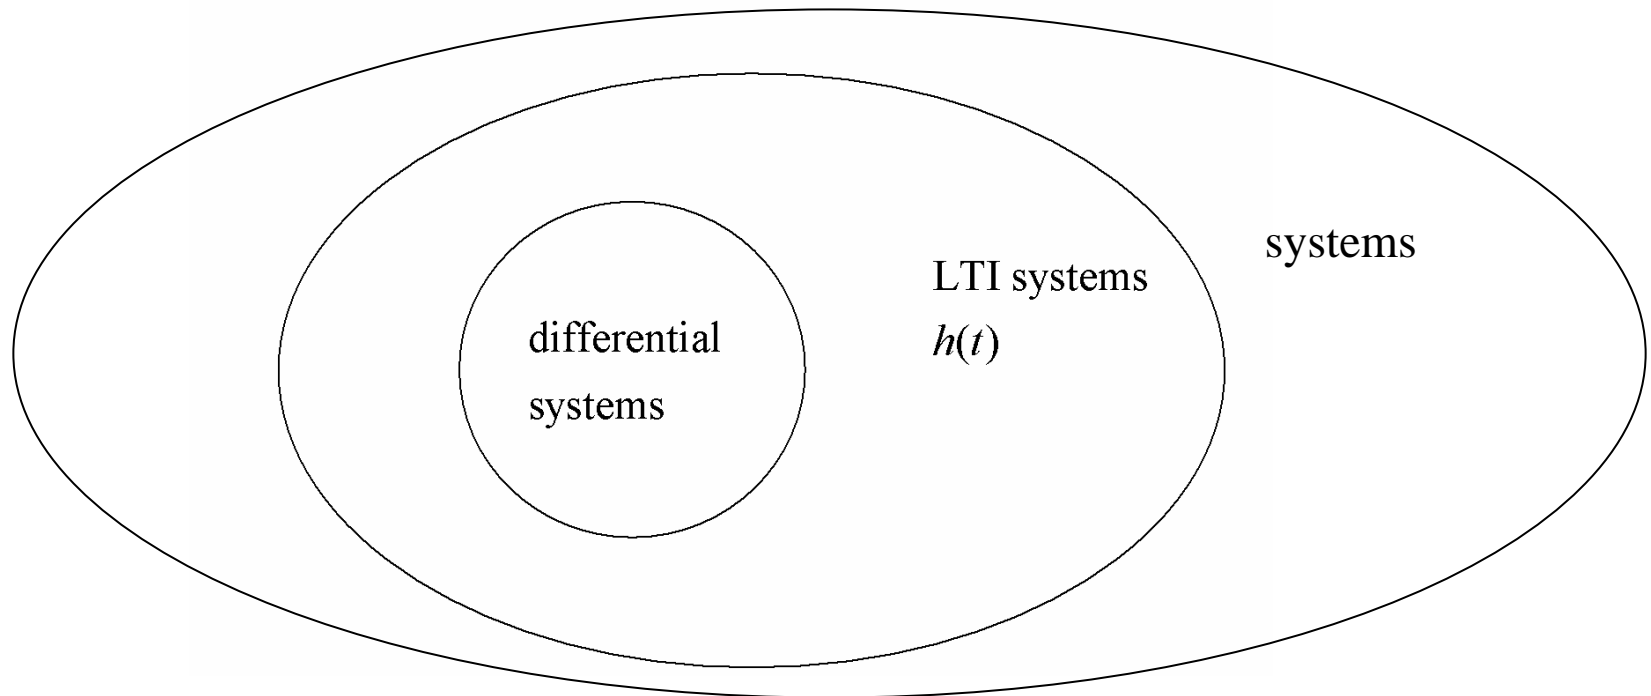 systems
LTI systems
h(t)
differential
systems